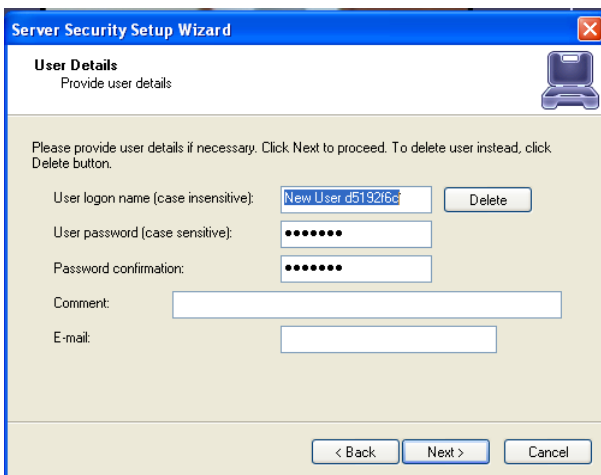 Server Security Setup Wizard
User Details
Provide user details
Please provide user details if necessary. Click Next to proceed. To delete user instead, click
Delete button.
User logon name (case insensitive): New User d5192f6cf Delete
User password (case sensitive): •••••••
Password confirmation: •••••••
Comment:
E-mail:
< Back Next > Cancel